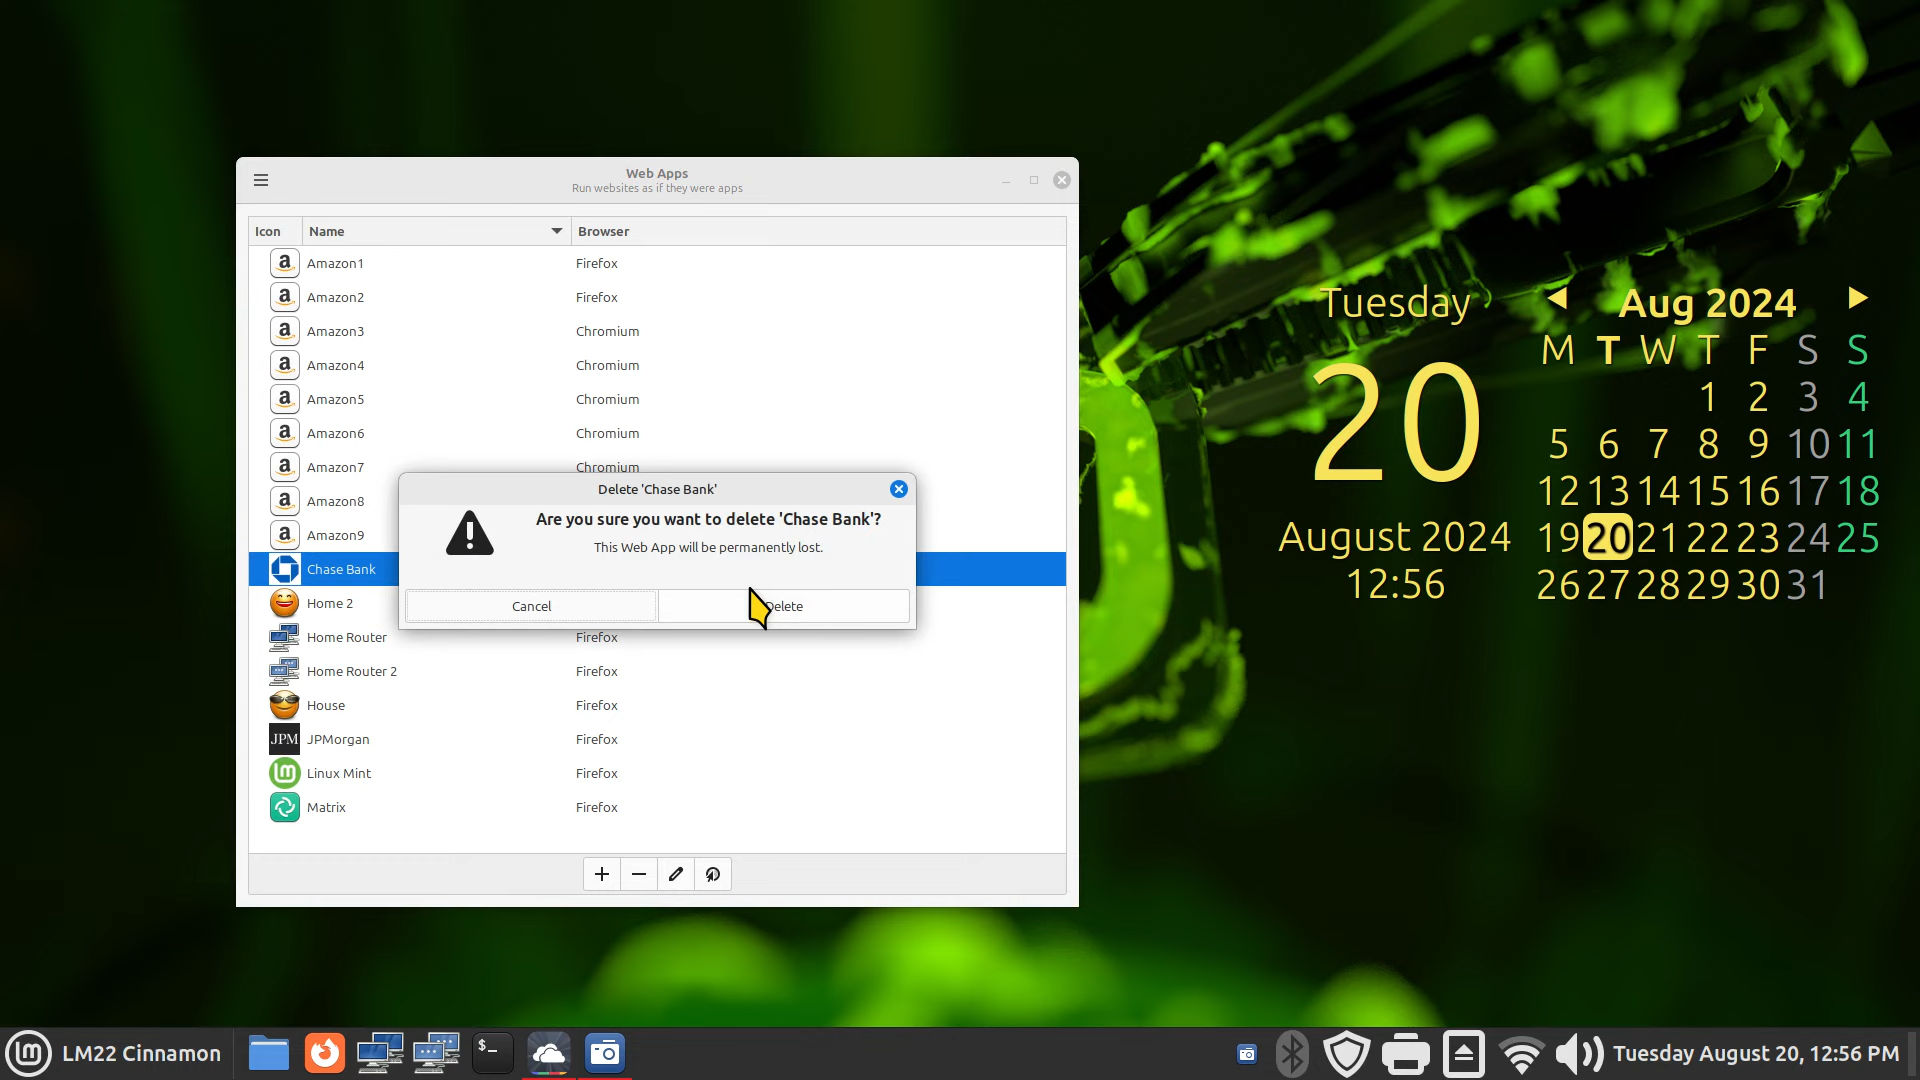 Web Apps
Run websites as if they were apps
Icon Name Browser
a Amazon1 Firefox
a Amazon2 Firefox
a Amazon3 Chromium
a Amazon4 Chromium
a Amazon5 Chromium
a Amazon6 Chromium
a Amazon7 Chromium
a Amazon8
a Amazon9
Chase Bank
Home 2
Home Router Firefox
Home Router 2 Firefox
House Firefox
JPM JPMorgan Firefox
Linux Mint Firefox
Matrix Firefox
Delete 'Chase Bank'
Are you sure you want to delete 'Chase Bank'?
This Web App will be permanently lost.
Cancel Delete
Tuesday
20
August 2024
12:56
Aug 2024
M T W T F S S
1 2 3 4
5 6 7 8 9 10 11
12 13 14 15 16 17 18
19 20 21 22 23 24 25
26 27 28 29 30 31
LM22 Cinnamon
$_
Tuesday August 20, 12:56 PM